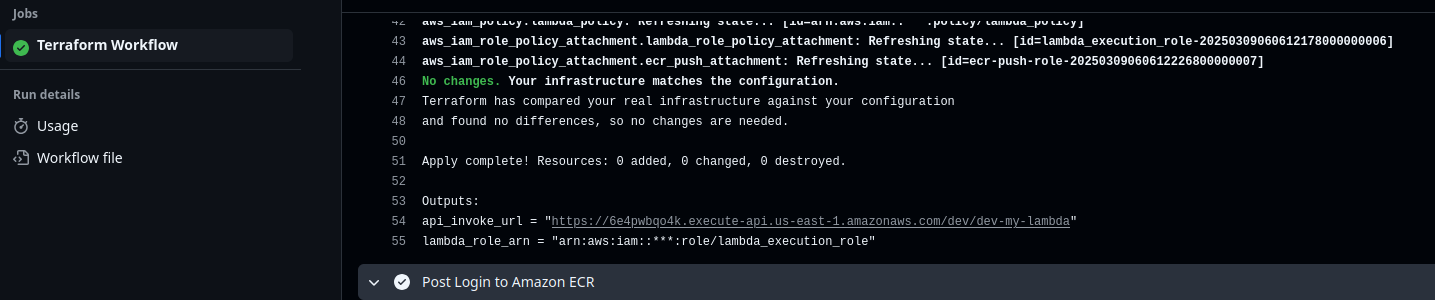 Jobs
Terraform Workflow
Run details
Usage
Workflow file
42 aws_iam_policy.lambda_policy: Refreshing state... [id=arn:aws:iam:: :policy/lambda_policy]
43 aws_iam_role_policy_attachment.lambda_role_policy_attachment: Refreshing state... [id=lambda_execution_role-20250309060612178000000006]
44 aws_iam_role_policy_attachment.ecr_push_attachment: Refreshing state... [id=ecr-push-role-20250309060612226800000007]
46 No changes. Your infrastructure matches the configuration.
47 Terraform has compared your real infrastructure against your configuration
48 and found no differences, so no changes are needed.
50
51 Apply complete! Resources: 0 added, 0 changed, 0 destroyed.
52
53 Outputs:
54 api_invoke_url = "https://6e4pwbqo4k.execute-api.us-east-1.amazonaws.com/dev/dev-my-lambda"
55 lambda_role_arn = "arn:aws:iam::***:role/lambda_execution_role"
Post Login to Amazon ECR